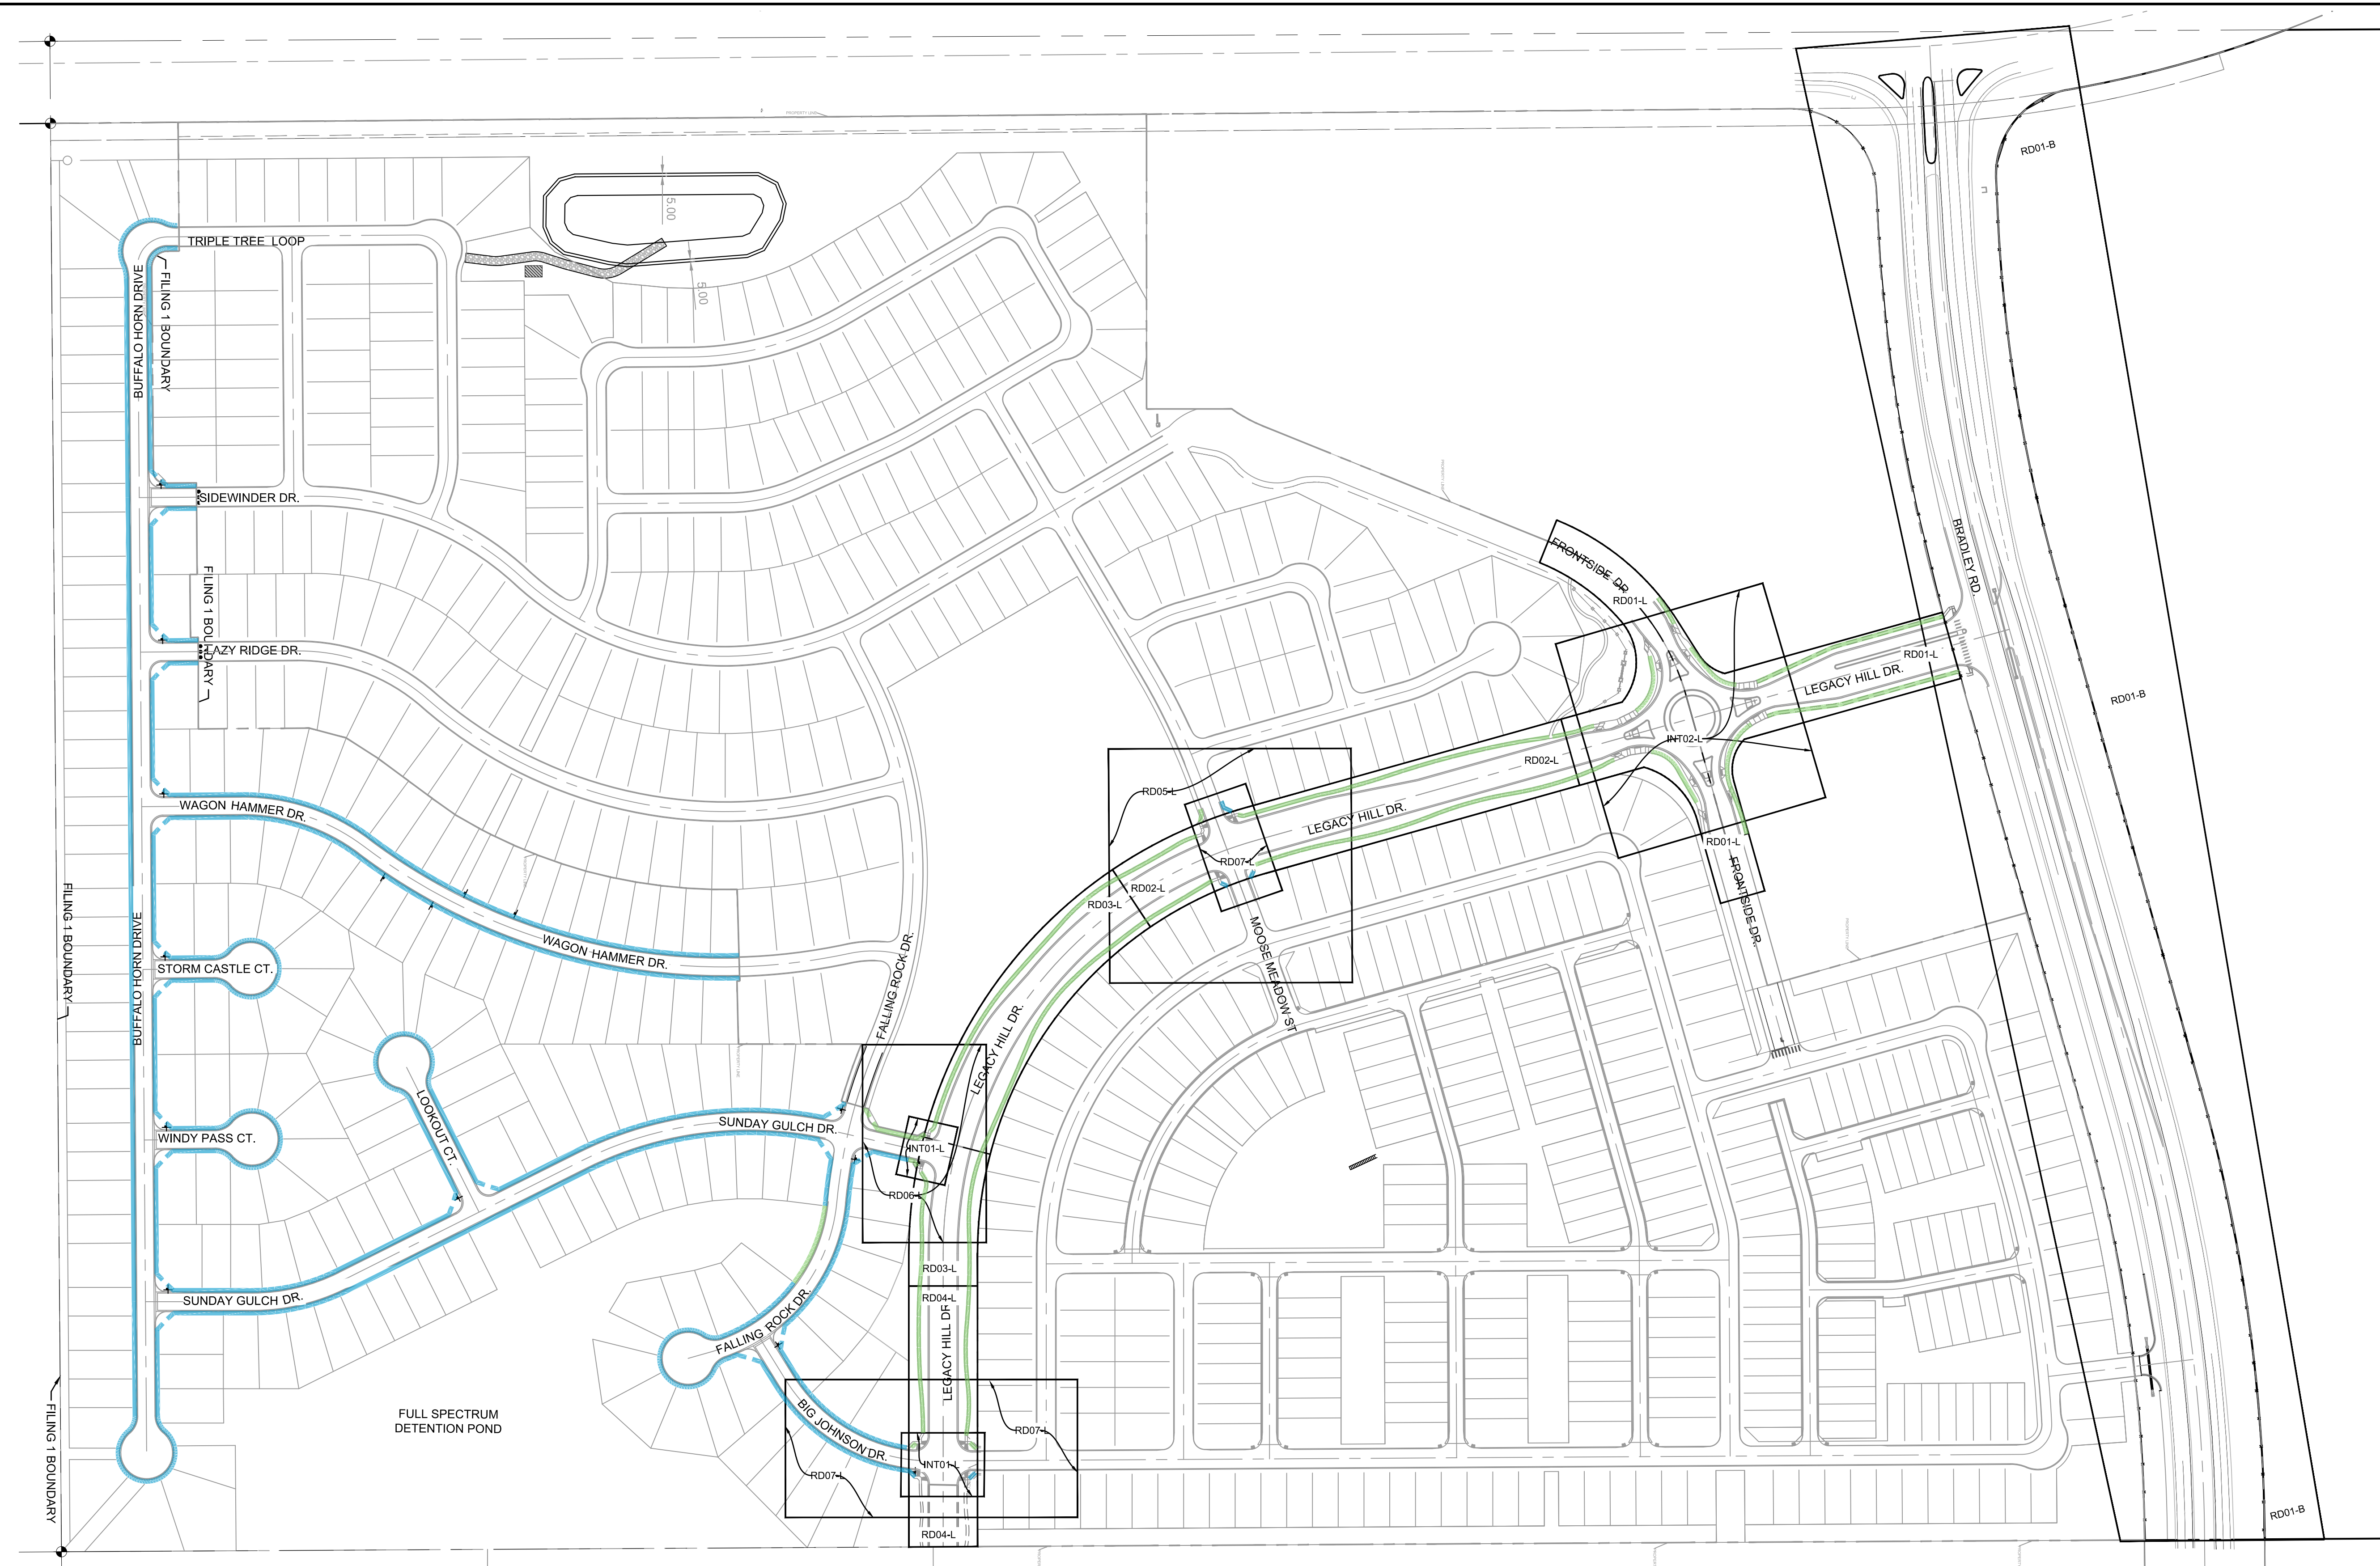 PROPERTY LINE
RD01-B
5.00
TRIPLE TREE LOOP
BUFFALO HORN DRIVE
FILING 1 BOUNDARY
5.00
SIDEWINDER DR.
BRADLEY RD.
FRONTSIDE DR.
RD01-L
FILING 1 BOUNDARY
LAZY RIDGE DR.
RD01-L
LEGACY HILL DR.
RD01-B
INT02-L
RD02-L
RD05-L
WAGON HAMMER DR.
LEGACY HILL DR.
RD01-L
RD07-L
FRONTSIDE DR.
RD02-L
RD03-L
FILING 1 BOUNDARY
BUFFALO HORN DRIVE
WAGON HAMMER DR.
FALLING ROCK DR.
MOOSE MEADOW ST
STORM CASTLE CT.
LEGACY HILL DR.
LOOKOUT CT.
SUNDAY GULCH DR.
WINDY PASS CT.
INT01-L
RD06-L
RD03-L
SUNDAY GULCH DR.
RD04-L
FALLING ROCK DR.
LEGACY HILL DR.
FULL SPECTRUM
DETENTION POND
BIG JOHNSON DR.
RD07-L
FILING 1 BOUNDARY
INT01-L
RD07-L
RD01-B
RD04-L